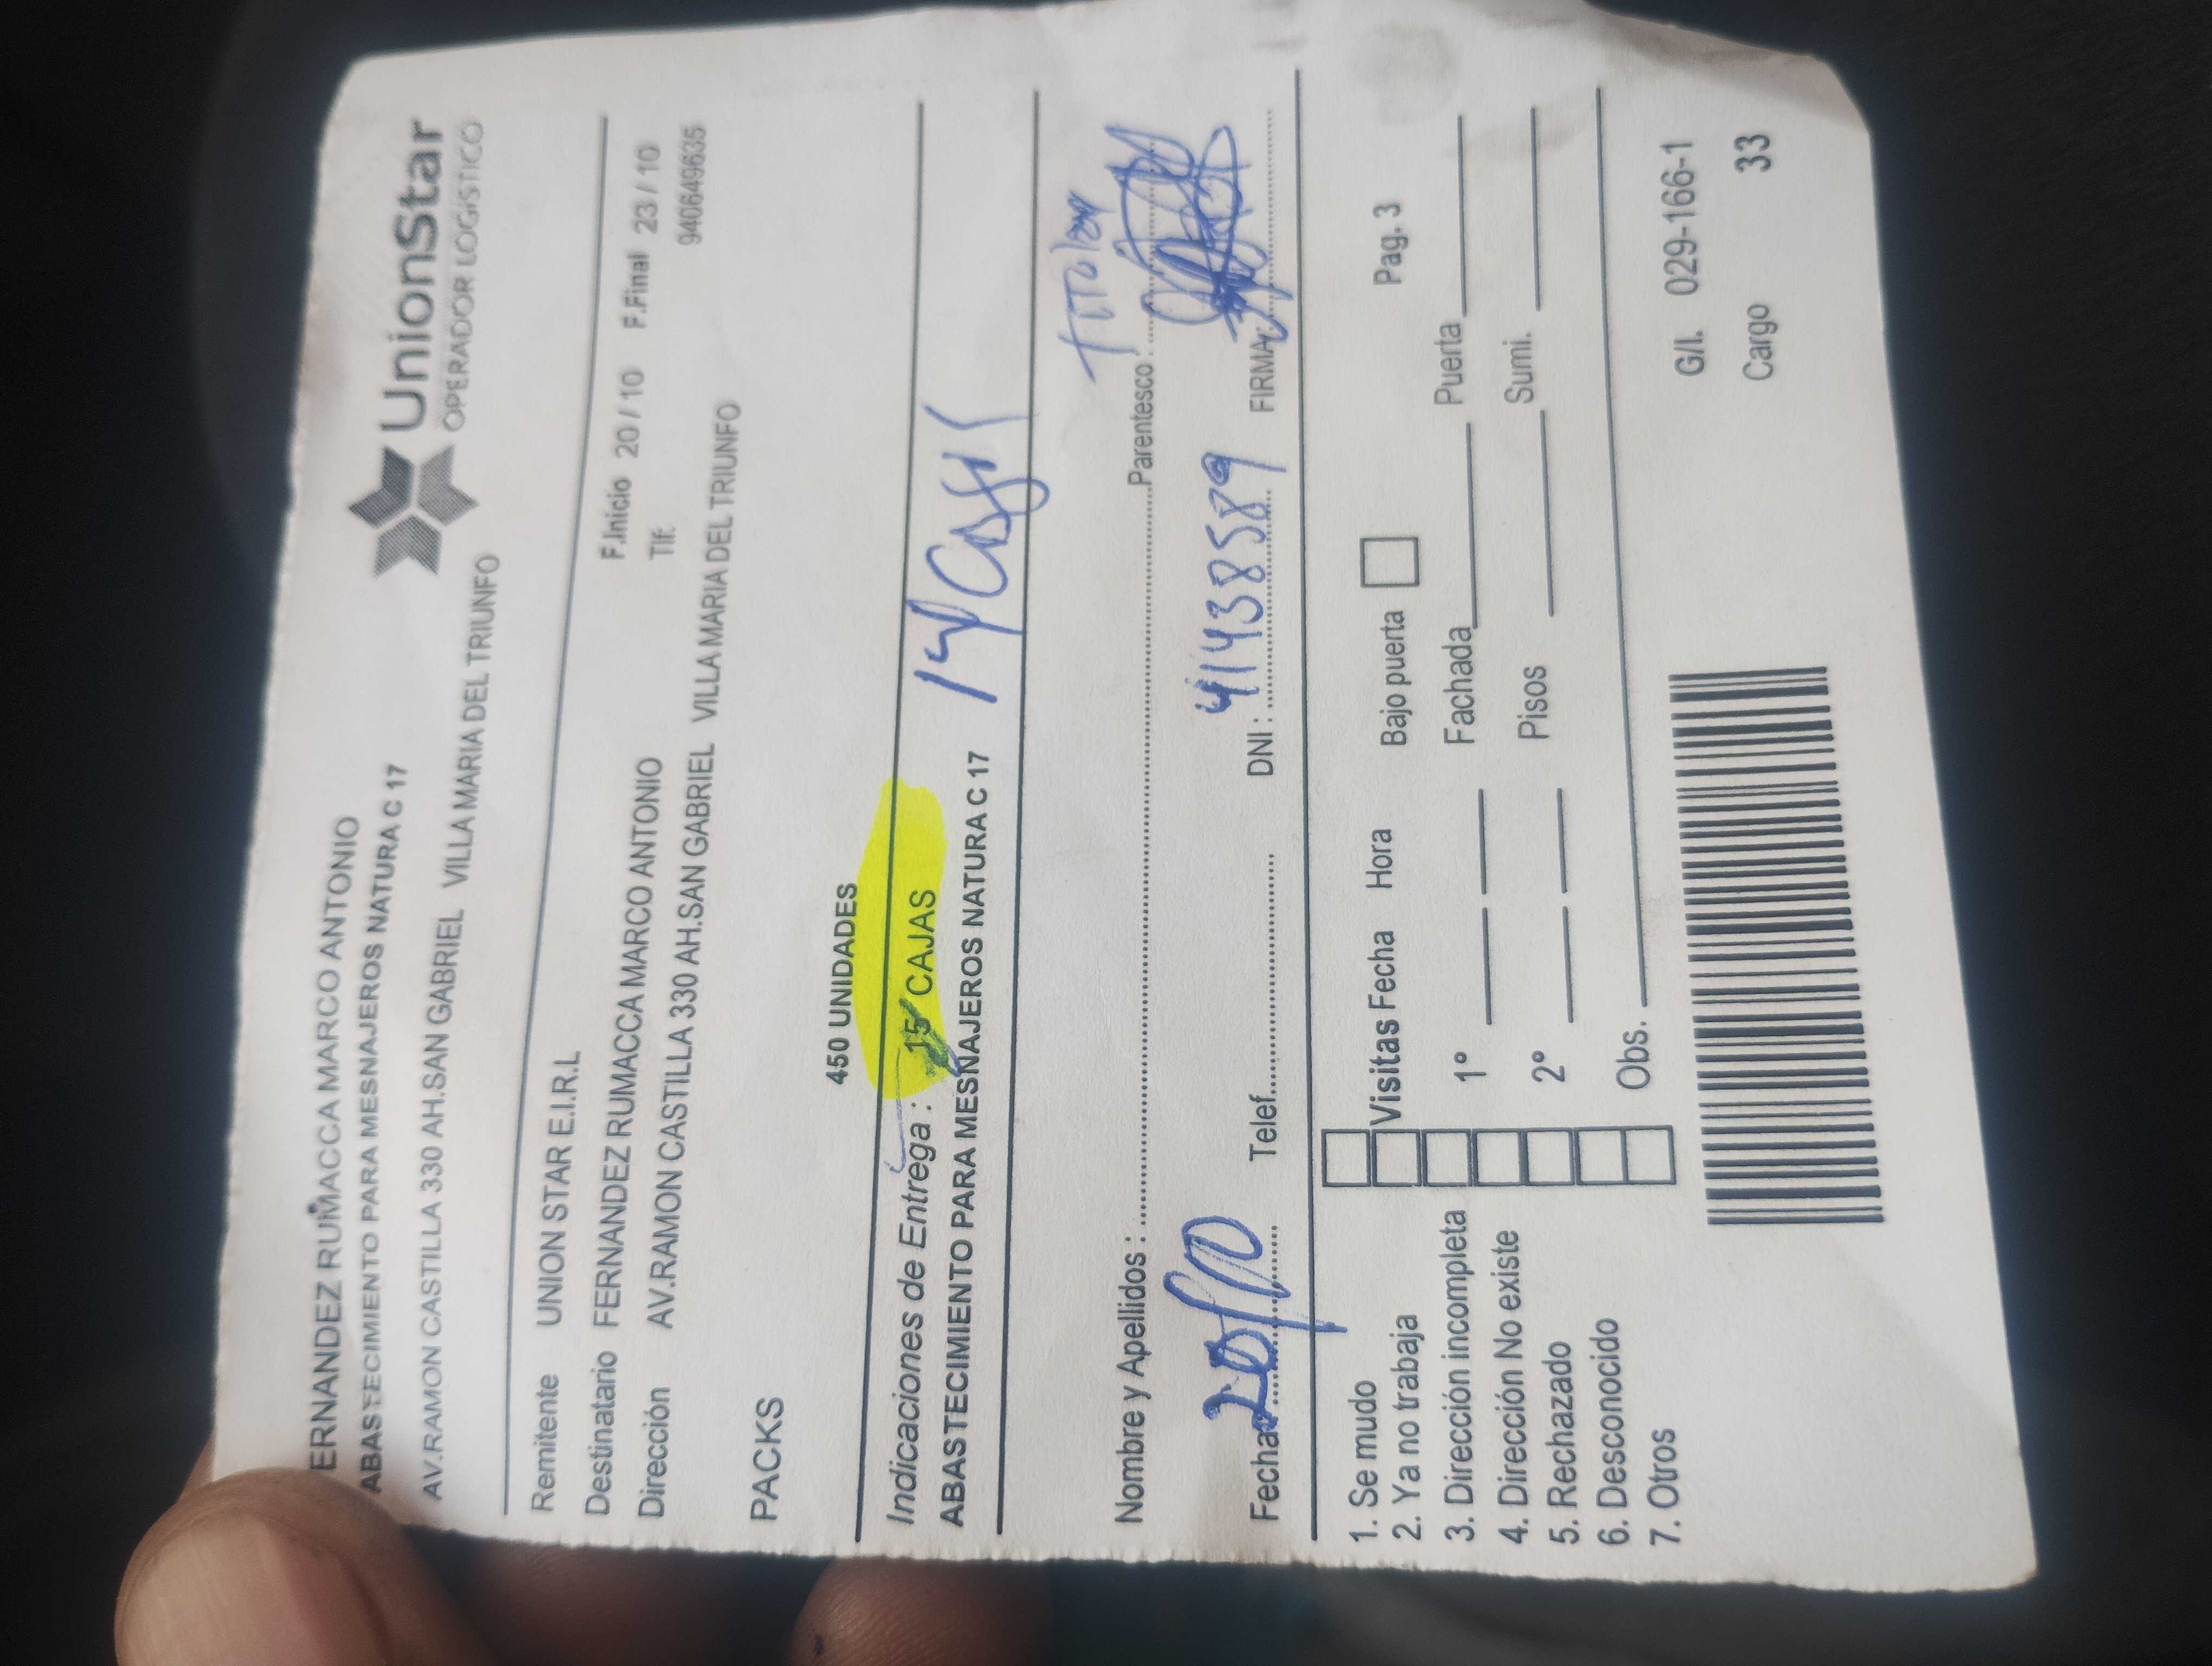 ERNANDEZ RUMACCA MARCO ANTONIO
ABASTECIMIENTO PARA MESNAJEROS NATURA C 17
AV.RAMON CASTILLA 330 AH.SAN GABRIEL VILLA MARIA DEL TRIUNFO
UnionStar
OPERADOR LOGISTICO
Remitente UNION STAR E.I.R.L
Destinatario FERNANDEZ RUMACCA MARCO ANTONIO F.Inicio 20 / 10 F.Final 23 / 10
Dirección AV.RAMON CASTILLA 330 AH.SAN GABRIEL VILLA MARIA DEL TRIUNFO Tlf: 940649635
PACKS
450 UNIDADES
Indicaciones de Entrega : 15 CAJAS
ABASTECIMIENTO PARA MESNAJEROS NATURA C 17
14 Cajas
Titular
Nombre y Apellidos : Parentesco:
Fecha: 20/10 Telef. DNI : 41438589 FIRMA:
1. Se mudo
2. Ya no trabaja
3. Dirección incompleta
4. Dirección No existe
5. Rechazado
6. Desconocido
7. Otros
Visitas Fecha Hora Bajo puerta Pag. 3
1° Fachada Puerta
2° Pisos Sumi.
Obs.
G/I. 029-166-1
Cargo 33